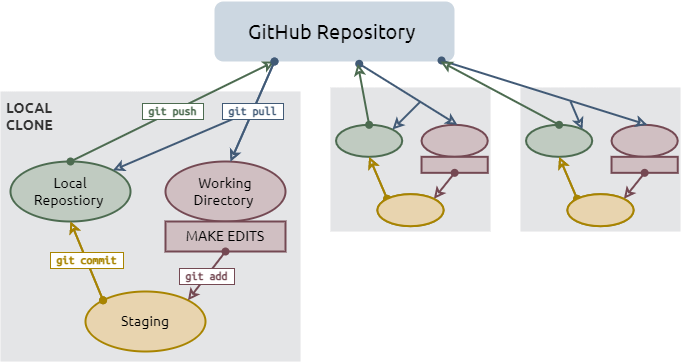 GitHub Repository
LOCAL
CLONE
git push
git pull
Local
Repostiory
Working
Directory
MAKE EDITS
git commit
git add
Staging